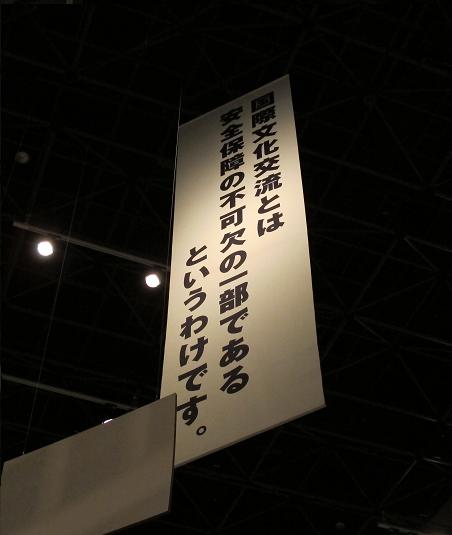 国際文化交流とは
安全保障の不可欠の一部である
というわけです。